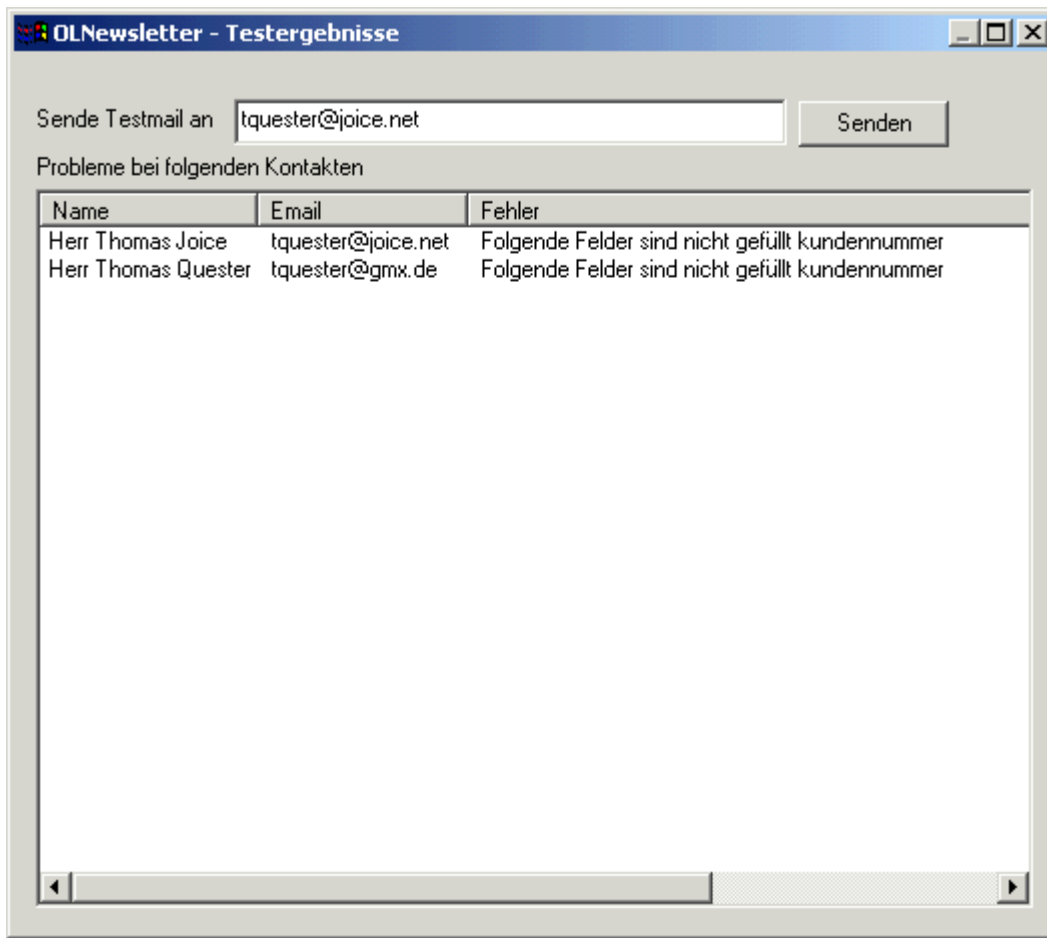 OLNewsletter - Testergebnisse
Sende Testmail an tquester@joice.net Senden
Probleme bei folgenden Kontakten
Name Email Fehler
Herr Thomas Joice tquester@joice.net Folgende Felder sind nicht gefüllt kundennummer
Herr Thomas Quester tquester@gmx.de Folgende Felder sind nicht gefüllt kundennummer